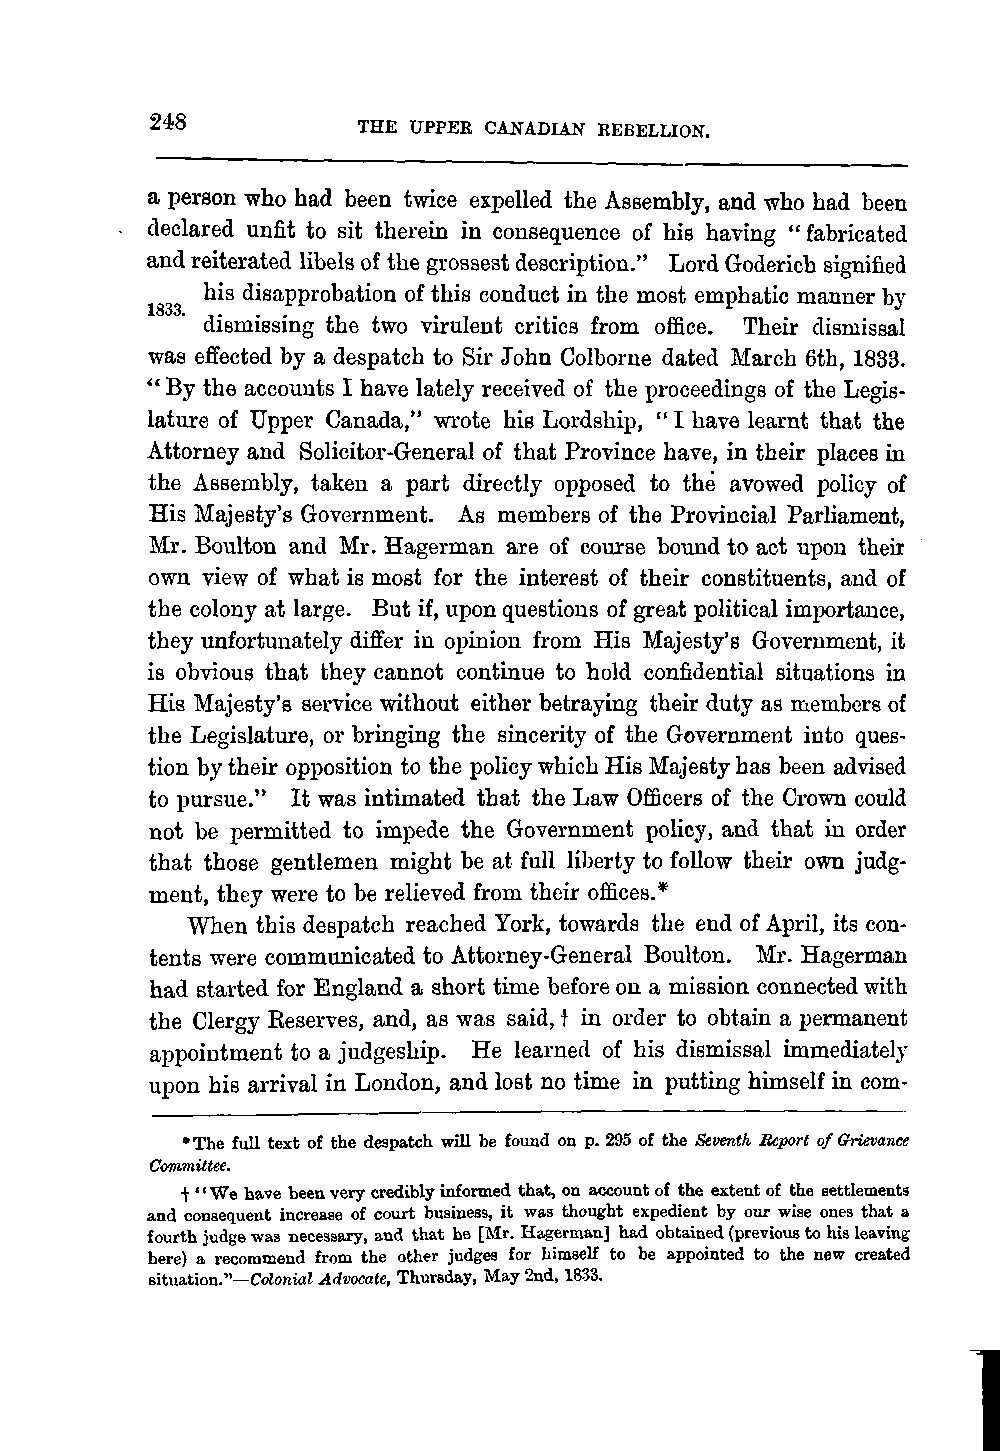 248
THE UPPER CANADIAN REBELLION.
a person who had been twice expelled the Assembly, and who had been
declared unfit to sit therein in consequence of his having "fabricated
and reiterated libels of the grossest description." Lord Goderich signified
his disapprobation of this conduct in the most emphatic manner by
1833.
dismissing the two virulent critics from office. Their dismissal
was effected by a despatch to Sir John Colborne dated March 6th, 1833.
"By the accounts I have lately received of the proceedings of the Legis-
lature of Upper Canada," wrote his Lordship, "I have learnt that the
Attorney and Solicitor-General of that Province have, in their places in
the Assembly, taken a part directly opposed to the avowed policy of
His Majesty's Government. As members of the Provincial Parliament,
Mr. Boulton and Mr. Hagerman are of course bound to act upon their
own view of what is most for the interest of their constituents, and of
the colony at large. But if, upon questions of great political importance,
they unfortunately differ in opinion from His Majesty's Government, it
is obvious that they cannot continue to hold confidential situations in
His Majesty's service without either betraying their duty as members of
the Legislature, or bringing the sincerity of the Government into ques-
tion by their opposition to the policy which His Majesty has been advised
to pursue." It was intimated that the Law Officers of the Crown could
not be permitted to impede the Government policy, and that in order
that those gentlemen might be at full liberty to follow their own judg-
ment, they were to be relieved from their offices.*
When this despatch reached York, towards the end of April, its con-
tents were communicated to Attorney-General Boulton. Mr. Hagerman
had started for England a short time before on a mission connected with
the Clergy Reserves, and, as was said,† in order to obtain a permanent
appointment to a judgeship. He learned of his dismissal immediately
upon his arrival in London, and lost no time in putting himself in com-
*The full text of the despatch will be found on p. 295 of the Seventh Report of Grievance
Committee.
† "We have been very credibly informed that, on account of the extent of the settlements
and consequent increase of court business, it was thought expedient by our wise ones that a
fourth judge was necessary, and that he [Mr. Hagerman] had obtained (previous to his leaving
here) a recommend from the other judges for himself to be appointed to the new created
situation."—Colonial Advocate, Thursday, May 2nd, 1833.